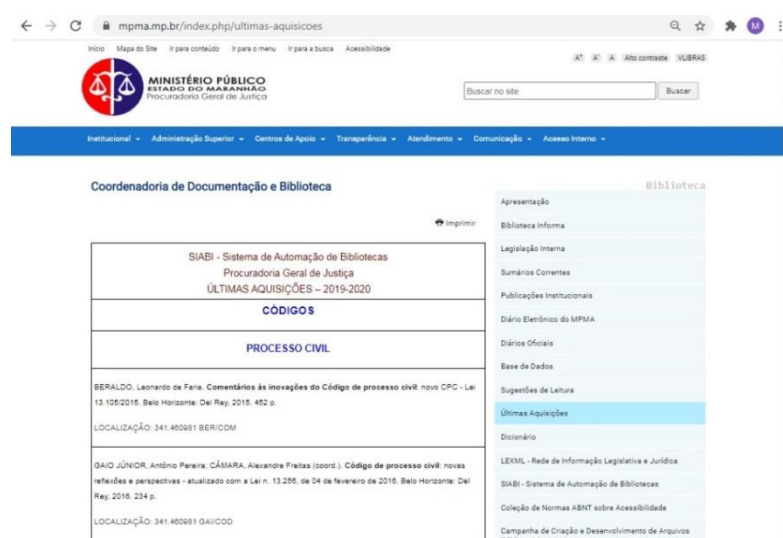 mpma.mp.br/index.php/ultimas-aquisicoes
M
Início Mapa do Site Ir para conteúdo Ir para o menu Ir para a busca Acessibilidade
A+ A- A Alto contraste VLIBRAS
MINISTÉRIO PÚBLICO
ESTADO DO MARANHÃO
Procuradoria Geral de Justiça
Buscar no site
Buscar
Institucional Administração Superior Centros de Apoio Transparência Atendimento Comunicação Acesso Interno
Coordenadoria de Documentação e Biblioteca
Imprimir
SIABI - Sistema de Automação de Bibliotecas
Procuradoria Geral de Justiça
ÚLTIMAS AQUISIÇÕES – 2019-2020
CÓDIGOS
PROCESSO CIVIL
BERALDO, Leonardo de Faria. Comentários às inovações do Código de processo civil: novo CPC - Lei
13.105/2015. Belo Horizonte: Del Rey, 2015. 462 p.
LOCALIZAÇÃO: 341.460981 BER/COM
GAIO JÚNIOR, Antônio Pereira; CÂMARA, Alexandre Freitas (coord.). Código de processo civil: novas
reflexões e perspectivas - atualizado com a Lei n. 13.256, de 04 de fevereiro de 2016. Belo Horizonte: Del
Rey, 2016. 234 p.
LOCALIZAÇÃO: 341.460981 GAI/COD
Biblioteca
Apresentação
Biblioteca Informa
Legislação Interna
Sumários Correntes
Publicações Institucionais
Diário Eletrônico do MPMA
Diários Oficiais
Base de Dados
Sugestões de Leitura
Últimas Aquisições
Dicionário
LEXML - Rede de Informação Legislativa e Jurídica
SIABI - Sistema de Automação de Bibliotecas
Coleção de Normas ABNT sobre Acessibilidade
Campanha de Criação e Desenvolvimento de Arquivos